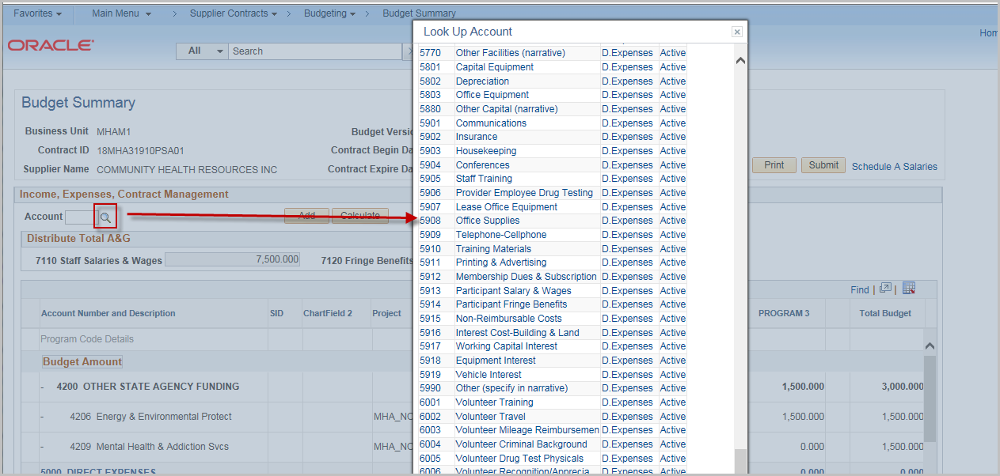 Favorites Main Menu > Supplier Contracts > Budgeting > Budget Summary
Hom
ORACLE
All Search
Budget Summary
Business Unit MHAM1 Budget Versio
Contract ID 18MHA31910PSA01 Contract Begin Da
Supplier Name COMMUNITY HEALTH RESOURCES INC Contract Expire Da
Print Submit Schedule A Salaries
Income, Expenses, Contract Management
Account Add Calculate
Distribute Total A&G
7110 Staff Salaries & Wages 7,500.000 7120 Fringe Benefits
Find | |
Account Number and Description SID ChartField 2 Project PROGRAM 3 Total Budget
Program Code Details
Budget Amount
- 4200 OTHER STATE AGENCY FUNDING 1,500.000 3,000.000
- 4206 Energy & Environmental Protect MHA_NO 1,500.000 1,500.000
- 4209 Mental Health & Addiction Svcs MHA_NO 0.000 1,500.000
5000 DIRECT EXPENSES 0.000 0.000
Look Up Account
5770 Other Facilities (narrative) D.Expenses Active
5801 Capital Equipment D.Expenses Active
5802 Depreciation D.Expenses Active
5803 Office Equipment D.Expenses Active
5880 Other Capital (narrative) D.Expenses Active
5901 Communications D.Expenses Active
5902 Insurance D.Expenses Active
5903 Housekeeping D.Expenses Active
5904 Conferences D.Expenses Active
5905 Staff Training D.Expenses Active
5906 Provider Employee Drug Testing D.Expenses Active
5907 Lease Office Equipment D.Expenses Active
5908 Office Supplies D.Expenses Active
5909 Telephone-Cellphone D.Expenses Active
5910 Training Materials D.Expenses Active
5911 Printing & Advertising D.Expenses Active
5912 Membership Dues & Subscription D.Expenses Active
5913 Participant Salary & Wages D.Expenses Active
5914 Participant Fringe Benefits D.Expenses Active
5915 Non-Reimbursable Costs D.Expenses Active
5916 Interest Cost-Building & Land D.Expenses Active
5917 Working Capital Interest D.Expenses Active
5918 Equipment Interest D.Expenses Active
5919 Vehicle Interest D.Expenses Active
5990 Other (specify in narrative) D.Expenses Active
6001 Volunteer Training D.Expenses Active
6002 Volunteer Travel D.Expenses Active
6003 Volunteer Mileage Reimbursemen D.Expenses Active
6004 Volunteer Criminal Background D.Expenses Active
6005 Volunteer Drug Test Physicals D.Expenses Active
6006 Volunteer Recognition/Apprecia D.Expenses Active